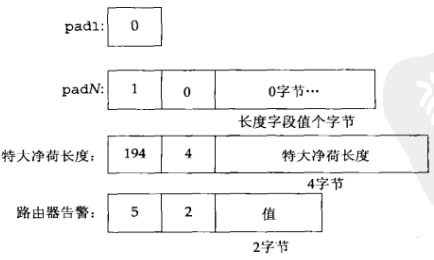 pad1: 0
padN: 1 0 0字节…
长度字段值个字节
特大净荷长度： 194 4 特大净荷长度
4字节
路由器告警： 5 2 值
2字节